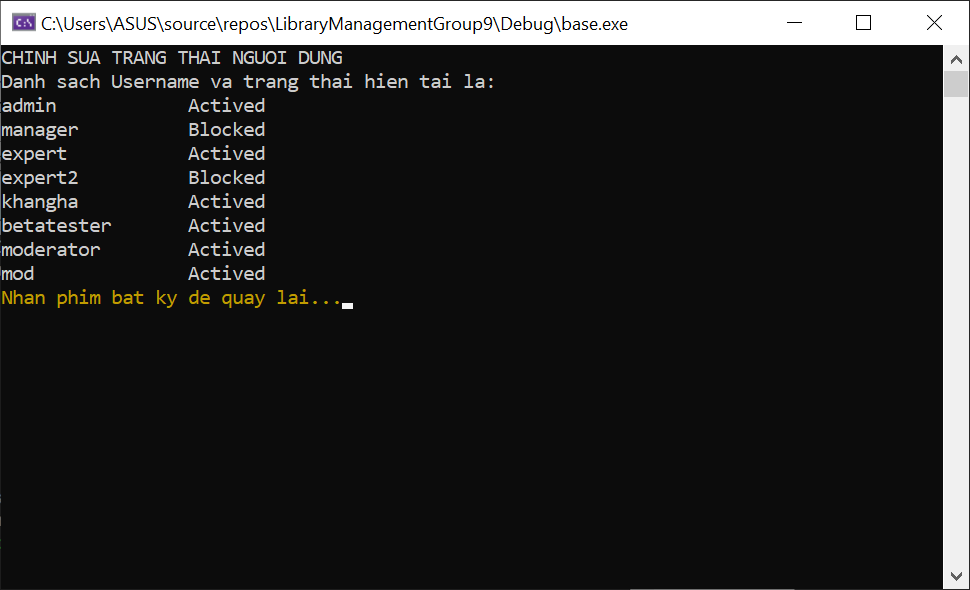 C:\Users\ASUS\source\repos\LibraryManagementGroup9\Debug\base.exe
CHINH SUA TRANG THAI NGUOI DUNG
Danh sach Username va trang thai hien tai la:
admin Actived
manager Blocked
expert Actived
expert2 Blocked
khangha Actived
betatester Actived
moderator Actived
mod Actived
Nhan phim bat ky de quay lai...